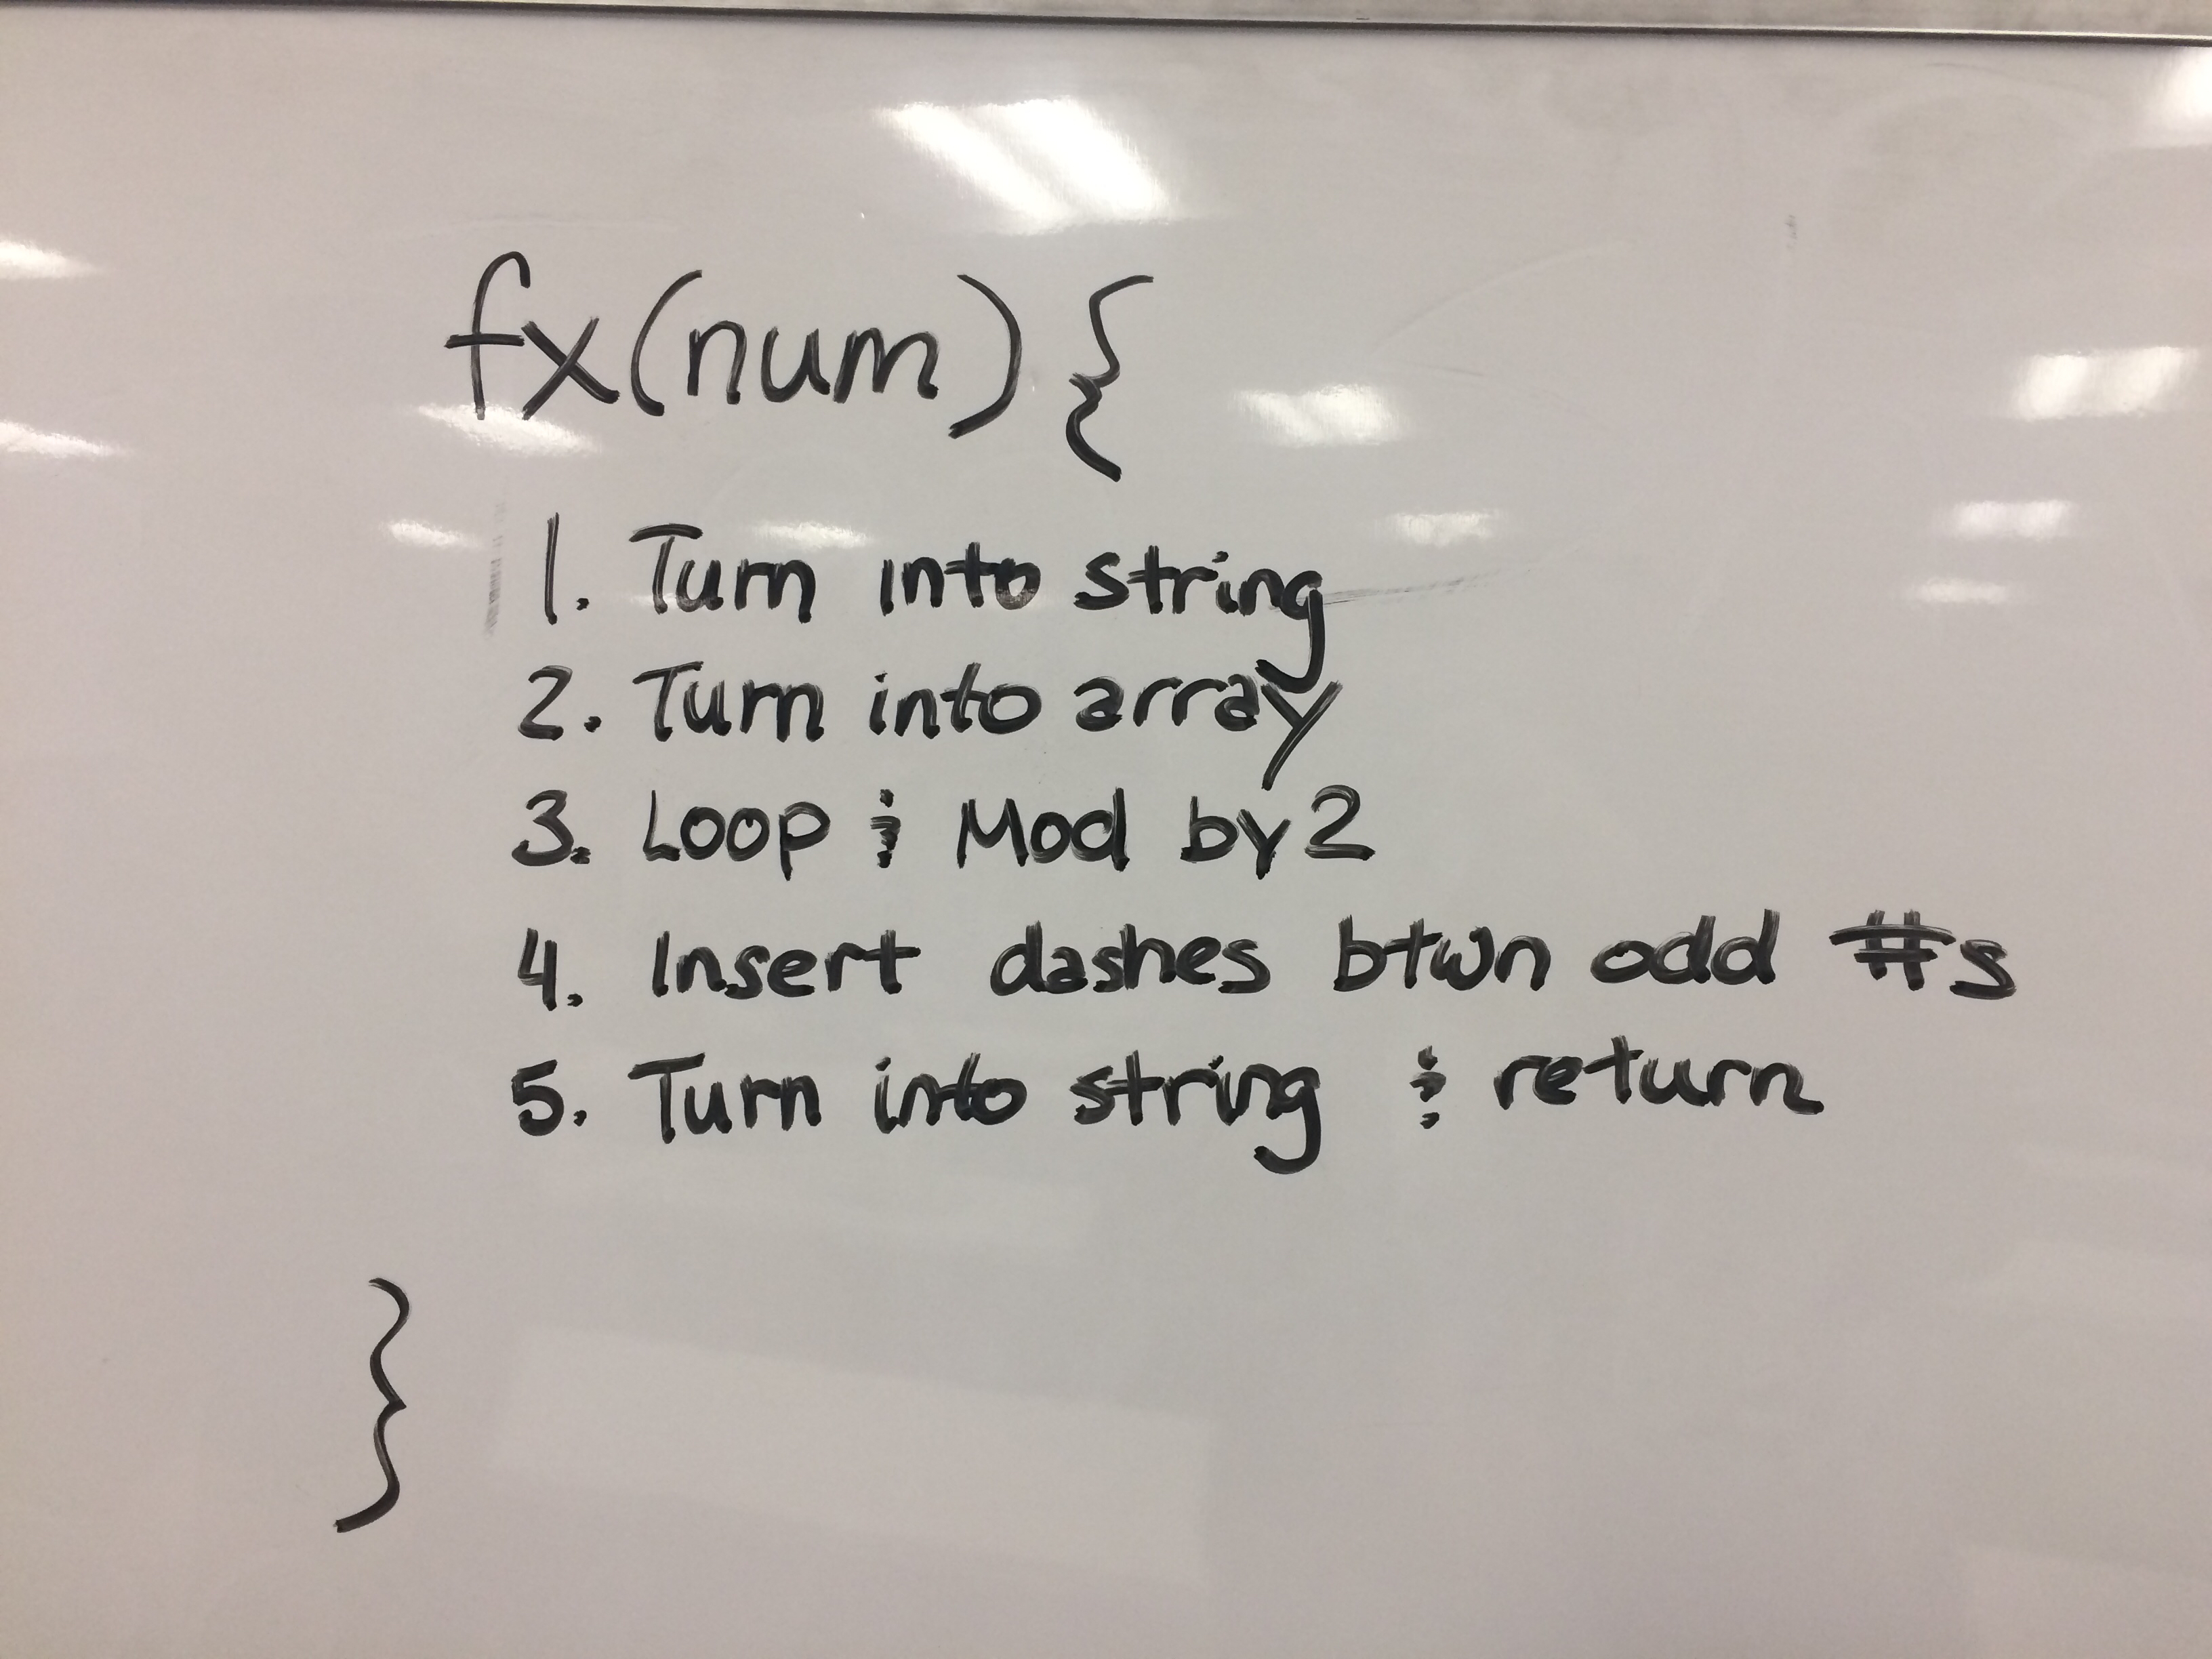 fx(num){
1. Turn into string
2. Turn into array
3. Loop & Mod by 2
4. Insert dashes btwn odd #s
5. Turn into string & return
}